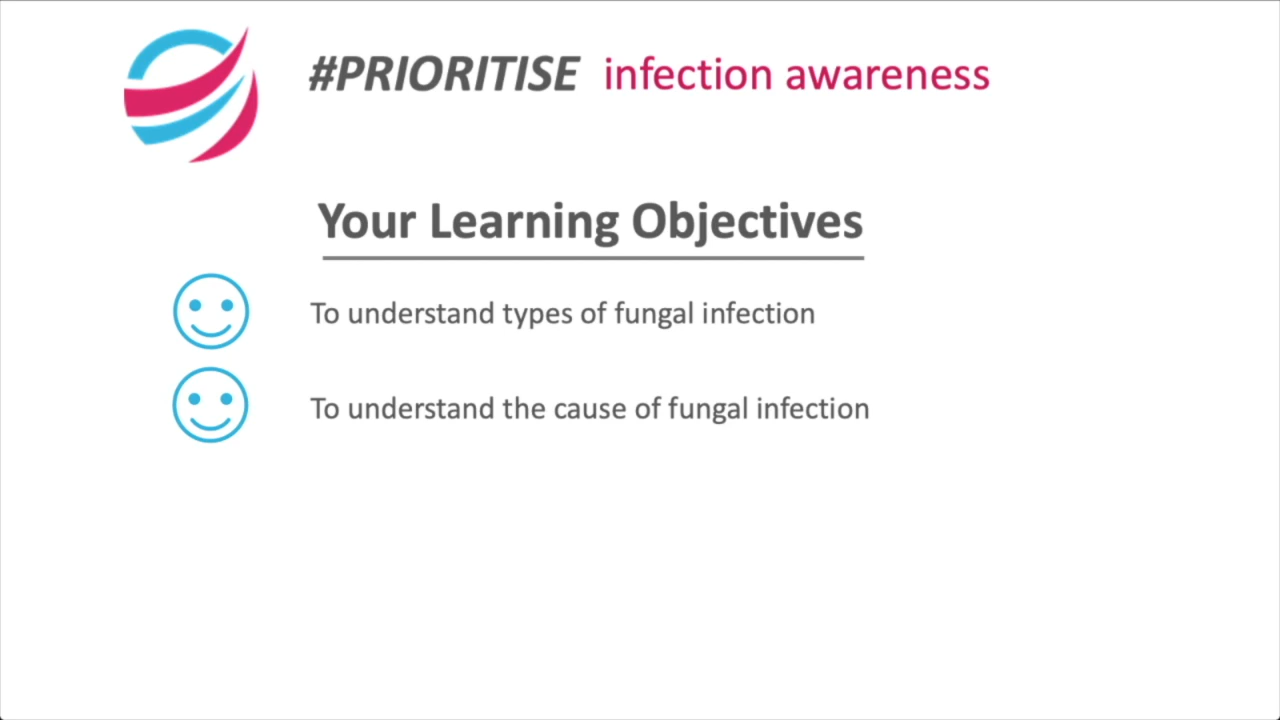 #PRIORITISE infection awareness
Your Learning Objectives
To understand types of fungal infection
To understand the cause of fungal infection